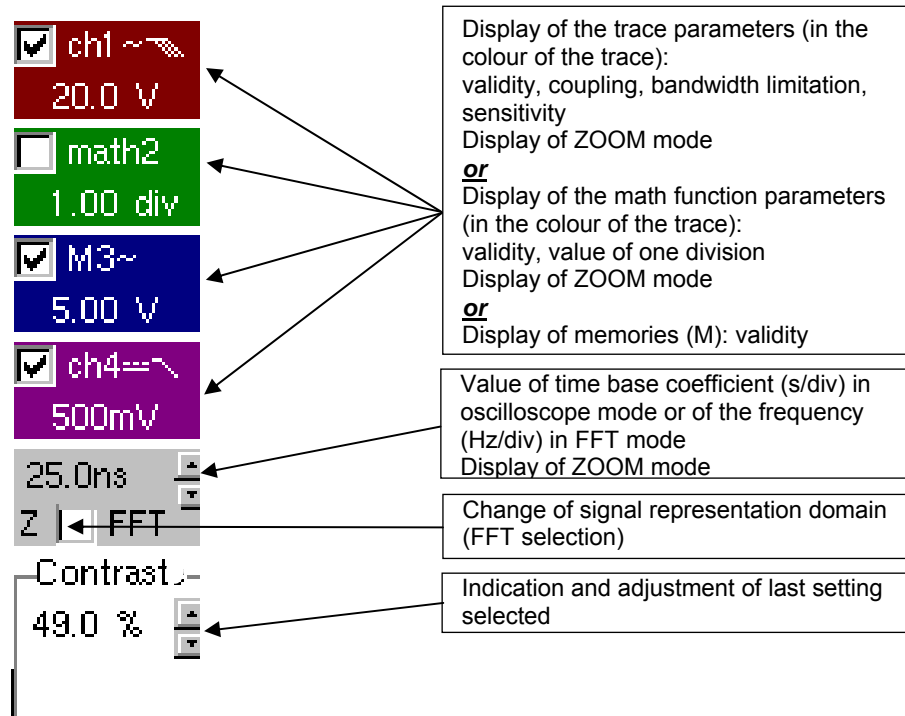 ch1 ~
20.0 V
math2
1.00 div
M3~
5.00 V
ch4
500mV
25.0ns
Z FFT
Contrast
49.0 %
Display of the trace parameters (in the
colour of the trace):
validity, coupling, bandwidth limitation,
sensitivity
Display of ZOOM mode
or
Display of the math function parameters
(in the colour of the trace):
validity, value of one division
Display of ZOOM mode
or
Display of memories (M): validity
Value of time base coefficient (s/div) in
oscilloscope mode or of the frequency
(Hz/div) in FFT mode
Display of ZOOM mode
Change of signal representation domain
(FFT selection)
Indication and adjustment of last setting
selected